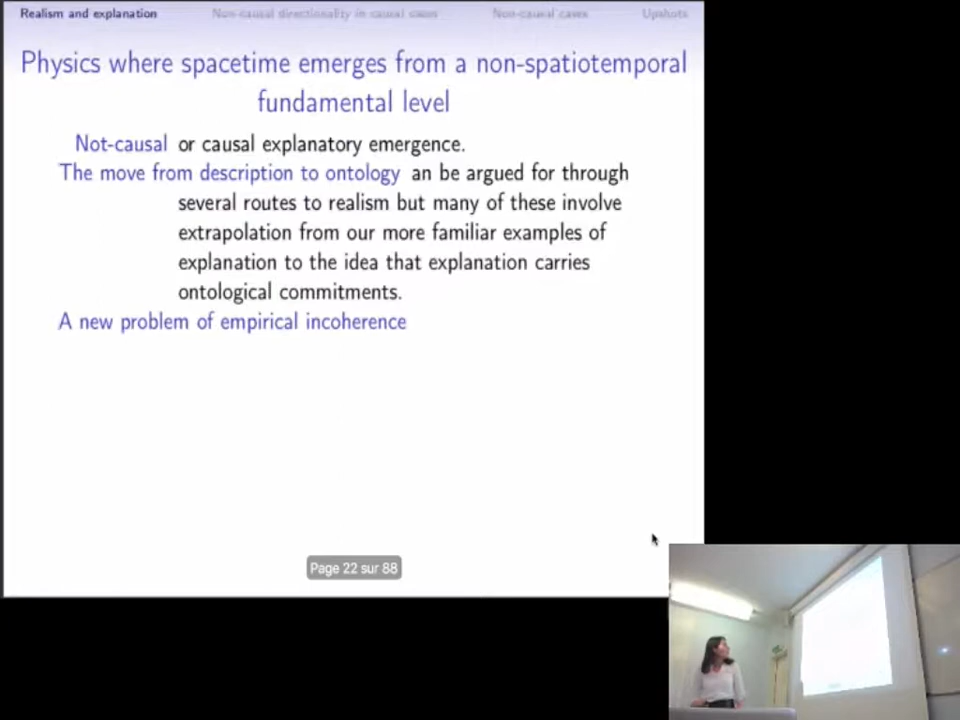 Realism and explanation Non-causal directionality in causal cases Non-causal cases Upshots
Physics where spacetime emerges from a non-spatiotemporal
fundamental level
Not-causal or causal explanatory emergence.
The move from description to ontology an be argued for through
several routes to realism but many of these involve
extrapolation from our more familiar examples of
explanation to the idea that explanation carries
ontological commitments.
A new problem of empirical incoherence
Page 22 sur 88